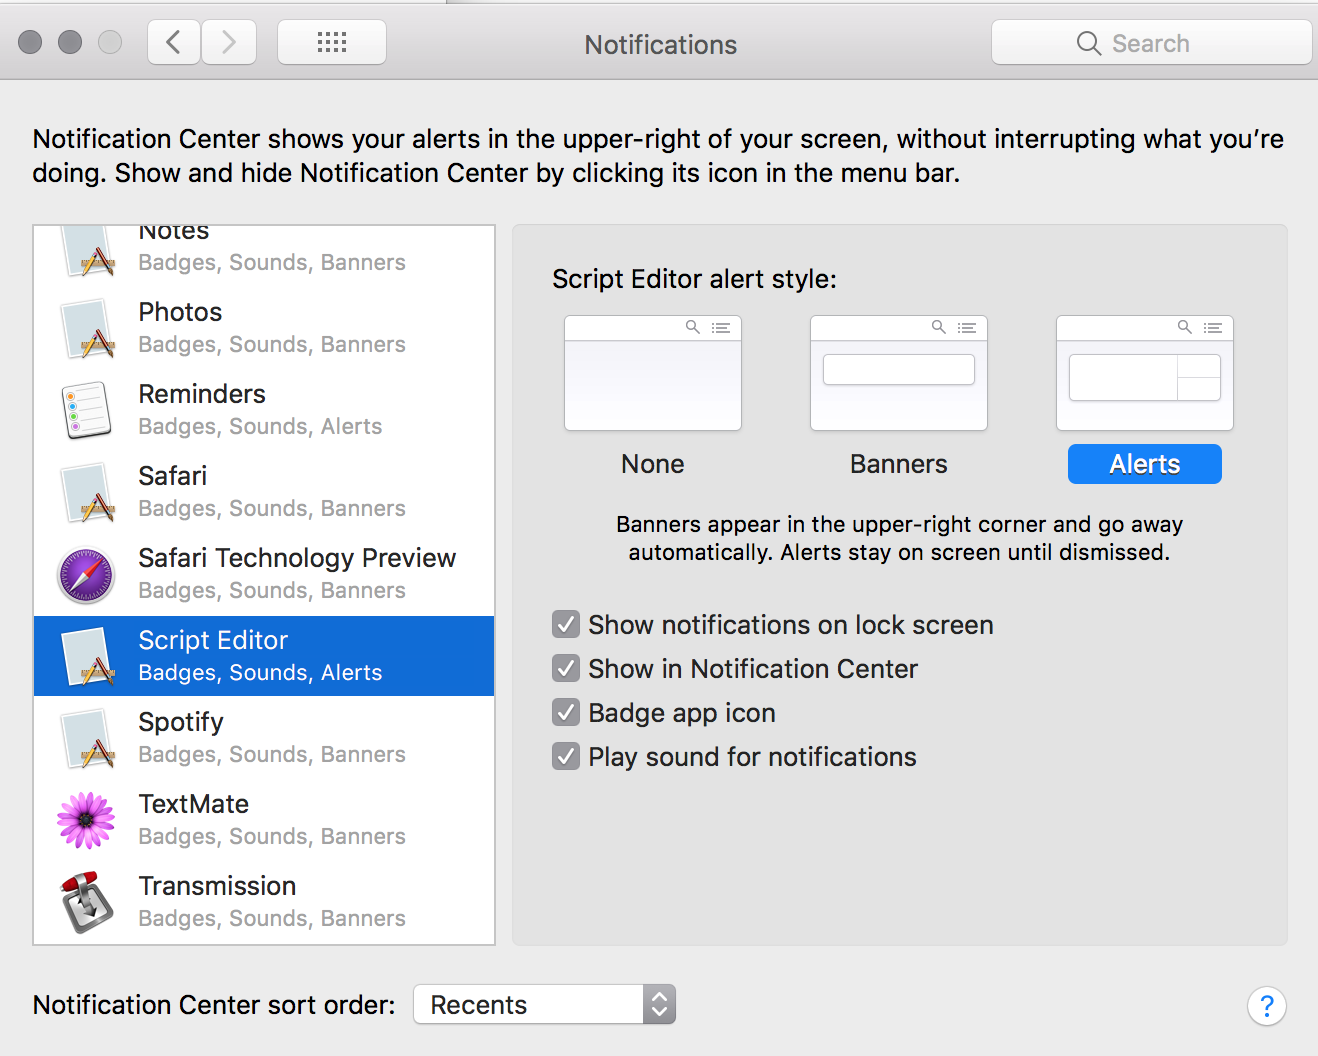 Notifications
Search
Notification Center shows your alerts in the upper-right of your screen, without interrupting what you’re
doing. Show and hide Notification Center by clicking its icon in the menu bar.
Notes
Badges, Sounds, Banners
Photos
Badges, Sounds, Banners
Reminders
Badges, Sounds, Alerts
Safari
Badges, Sounds, Banners
Safari Technology Preview
Badges, Sounds, Banners
Script Editor
Badges, Sounds, Alerts
Spotify
Badges, Sounds, Banners
TextMate
Badges, Sounds, Banners
Transmission
Badges, Sounds, Banners
Script Editor alert style:
None
Banners
Alerts
Banners appear in the upper-right corner and go away
automatically. Alerts stay on screen until dismissed.
Show notifications on lock screen
Show in Notification Center
Badge app icon
Play sound for notifications
Notification Center sort order:
Recents
?